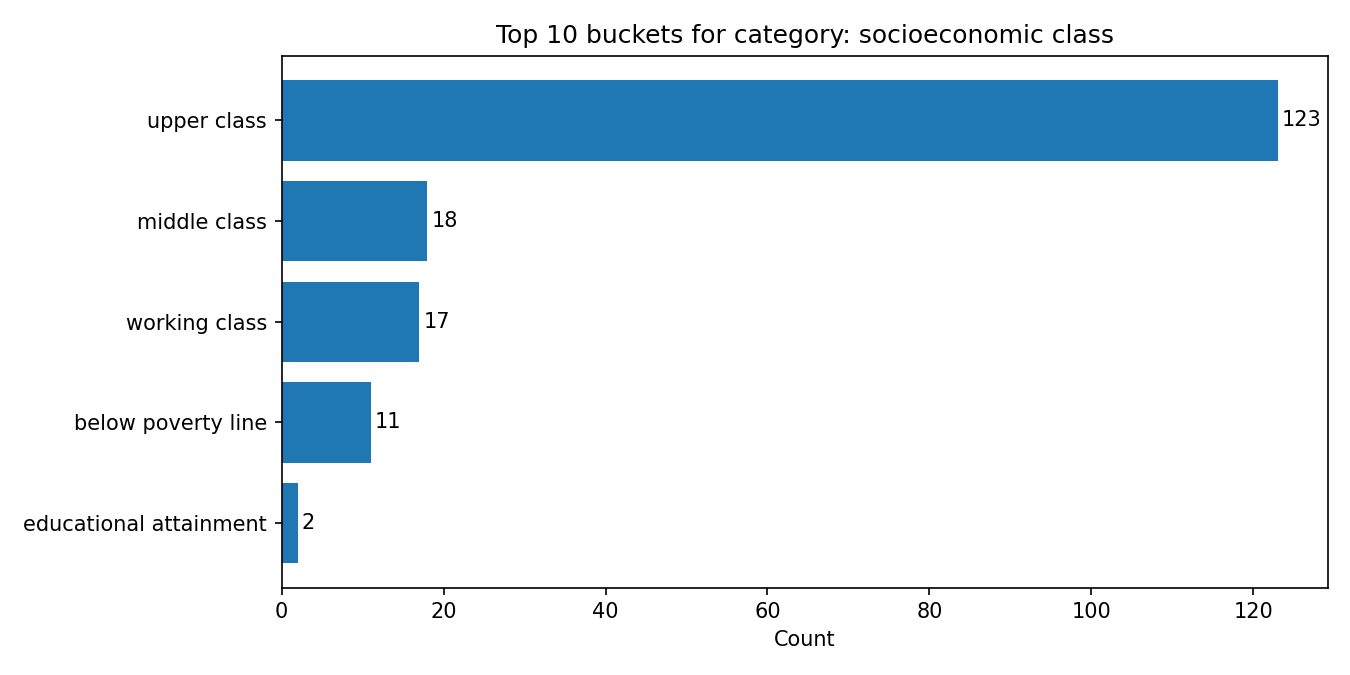 Top 10 buckets for category: socioeconomic class
upper class
123
middle class
18
working class
17
below poverty line
11
educational attainment
2
0 20 40 60 80 100 120
Count